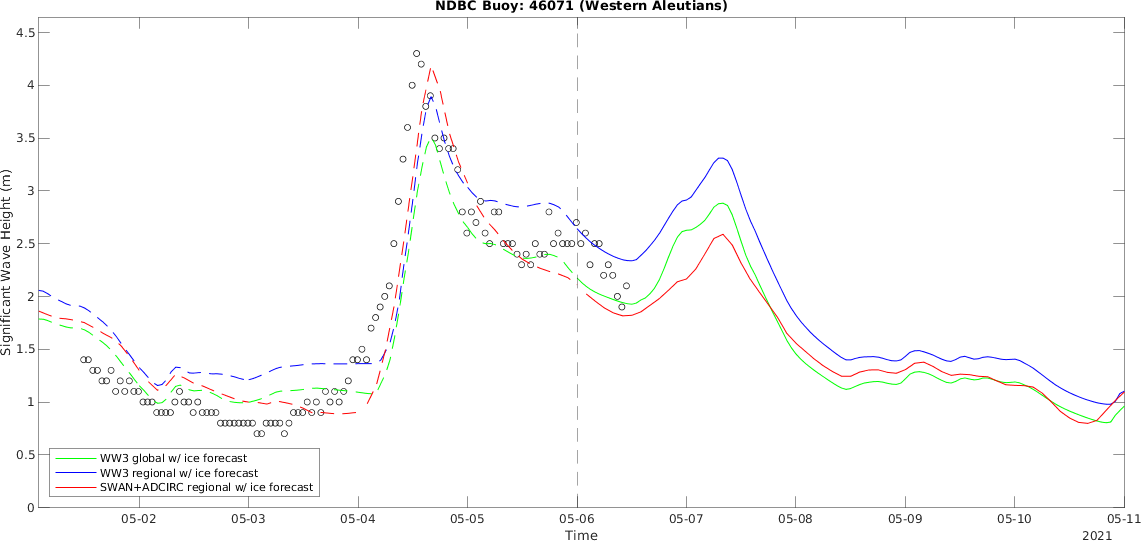 NDBC Buoy: 46071 (Western Aleutians)
Significant Wave Height (m)
4.5
4
3.5
3
2.5
2
1.5
1
0.5
0
WW3 global w/ ice forecast
WW3 regional w/ ice forecast
SWAN+ADCIRC regional w/ ice forecast
05-02 05-03 05-04 05-05 05-06 05-07 05-08 05-09 05-10 05-11
Time
2021